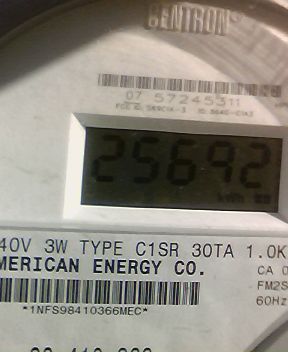 CENTRON
07 57245311
25692
kWh
40V 3W TYPE C1SR 30TA 1.0K
MERICAN ENERGY CO.
CA 0
FM2S
60Hz
*1NFS98410366MEC*